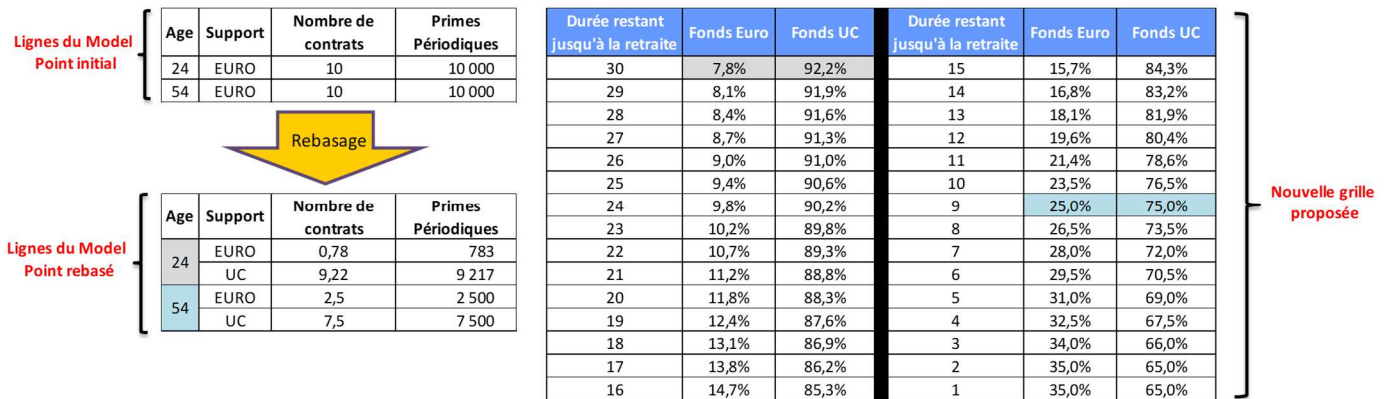 Lignes du Model
Point initial
Age Support Nombre de contrats Primes Périodiques
24 EURO 10 10 000
54 EURO 10 10 000
Rebasage
Lignes du Model
Point rebasé
Age Support Nombre de contrats Primes Périodiques
24 EURO 0,78 783
UC 9,22 9 217
54 EURO 2,5 2 500
UC 7,5 7 500
Durée restant jusqu'à la retraite Fonds Euro Fonds UC
30 7,8% 92,2%
29 8,1% 91,9%
28 8,4% 91,6%
27 8,7% 91,3%
26 9,0% 91,0%
25 9,4% 90,6%
24 9,8% 90,2%
23 10,2% 89,8%
22 10,7% 89,3%
21 11,2% 88,8%
20 11,8% 88,3%
19 12,4% 87,6%
18 13,1% 86,9%
17 13,8% 86,2%
16 14,7% 85,3%
Durée restant jusqu'à la retraite Fonds Euro Fonds UC
15 15,7% 84,3%
14 16,8% 83,2%
13 18,1% 81,9%
12 19,6% 80,4%
11 21,4% 78,6%
10 23,5% 76,5%
9 25,0% 75,0%
8 26,5% 73,5%
7 28,0% 72,0%
6 29,5% 70,5%
5 31,0% 69,0%
4 32,5% 67,5%
3 34,0% 66,0%
2 35,0% 65,0%
1 35,0% 65,0%
Nouvelle grille
proposée